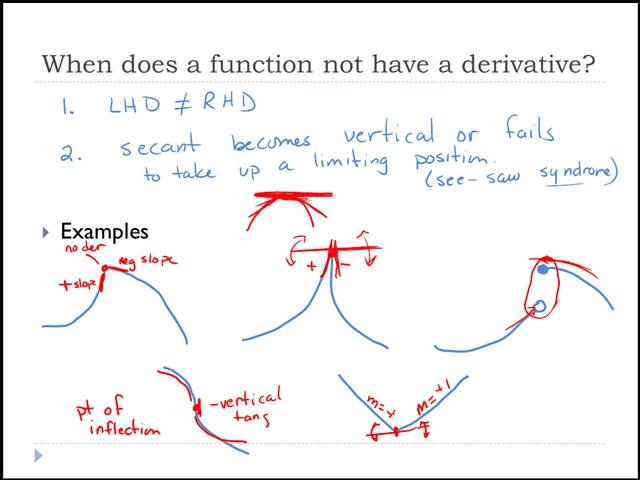 When does a function not have a derivative?
1. LHD ≠ RHD
2. secant becomes vertical or fails
to take up a limiting position.
(see-saw syndrome)
Examples
no der
neg slope
+ slope
+ -
pt of
inflection
- vertical
tang
m=+1